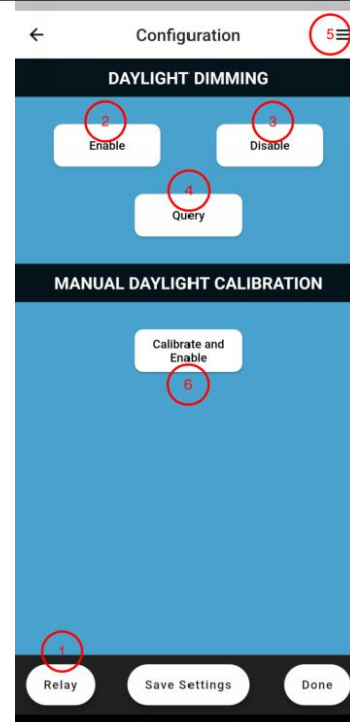 Configuration 5
DAYLIGHT DIMMING
2 3
Enable Disable
4
Query
MANUAL DAYLIGHT CALIBRATION
Calibrate and
Enable
6
1
Relay Save Settings Done